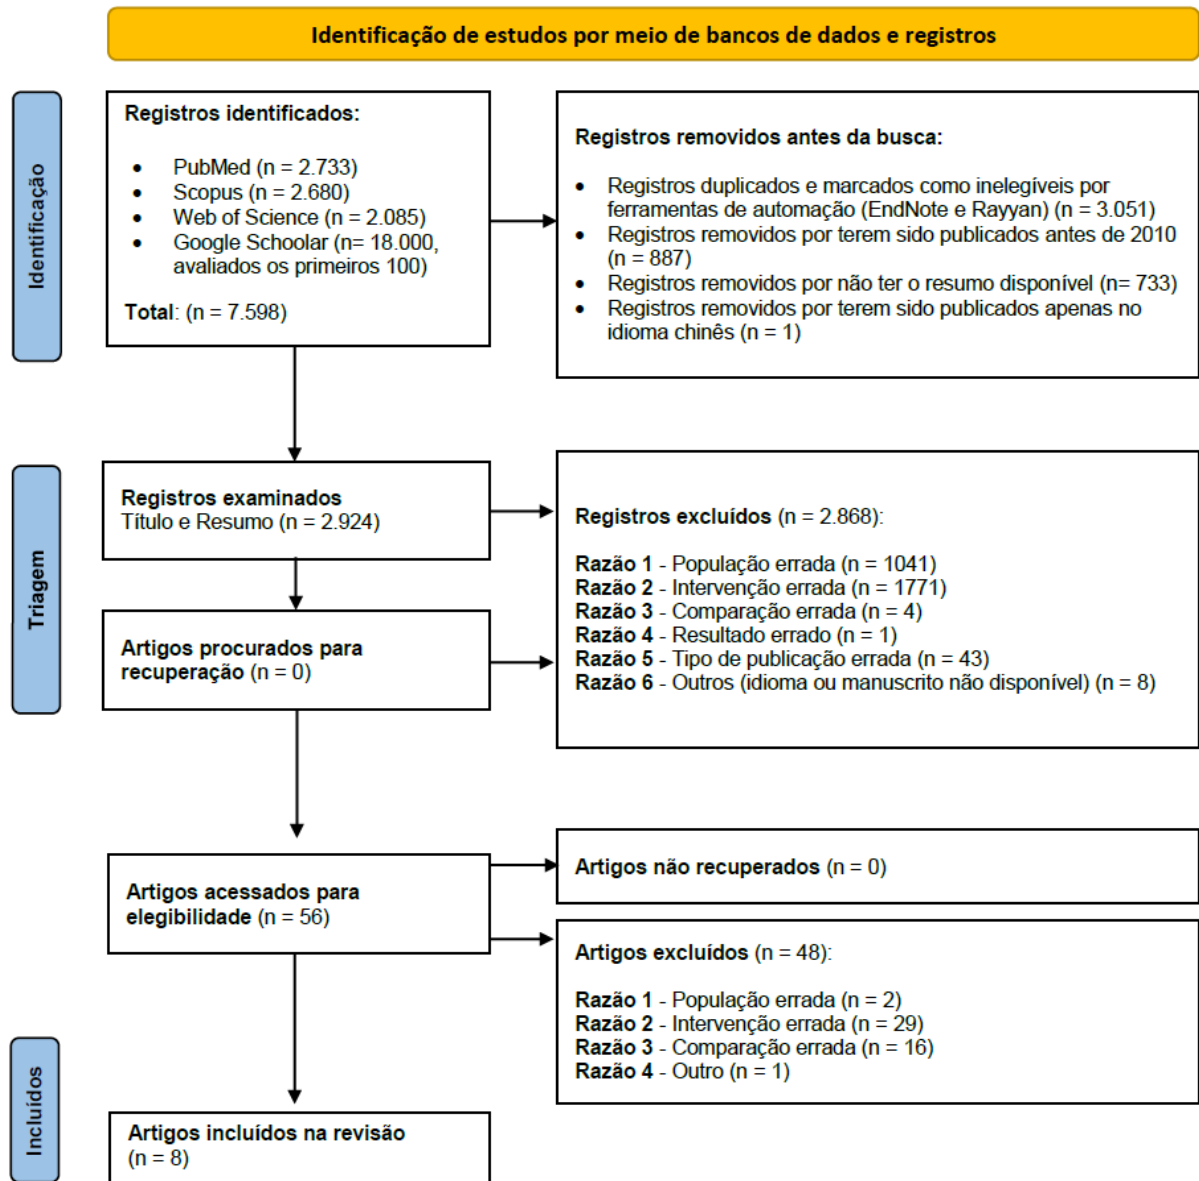 Identificação de estudos por meio de bancos de dados e registros
Identificação
Registros identificados:
• PubMed (n = 2.733)
• Scopus (n = 2.680)
• Web of Science (n = 2.085)
• Google Schoolar (n= 18.000,
avaliados os primeiros 100)
Total: (n = 7.598)
Registros removidos antes da busca:
• Registros duplicados e marcados como inelegíveis por
ferramentas de automação (EndNote e Rayyan) (n = 3.051)
• Registros removidos por terem sido publicados antes de 2010
(n = 887)
• Registros removidos por não ter o resumo disponível (n= 733)
• Registros removidos por terem sido publicados apenas no
idioma chinês (n = 1)
Triagem
Registros examinados
Título e Resumo (n = 2.924)
Registros excluídos (n = 2.868):
Razão 1 - População errada (n = 1041)
Razão 2 - Intervenção errada (n = 1771)
Razão 3 - Comparação errada (n = 4)
Razão 4 - Resultado errado (n = 1)
Razão 5 - Tipo de publicação errada (n = 43)
Razão 6 - Outros (idioma ou manuscrito não disponível) (n = 8)
Artigos procurados para
recuperação (n = 0)
Artigos acessados para
elegibilidade (n = 56)
Artigos não recuperados (n = 0)
Artigos excluídos (n = 48):
Razão 1 - População errada (n = 2)
Razão 2 - Intervenção errada (n = 29)
Razão 3 - Comparação errada (n = 16)
Razão 4 - Outro (n = 1)
Incluídos
Artigos incluídos na revisão
(n = 8)